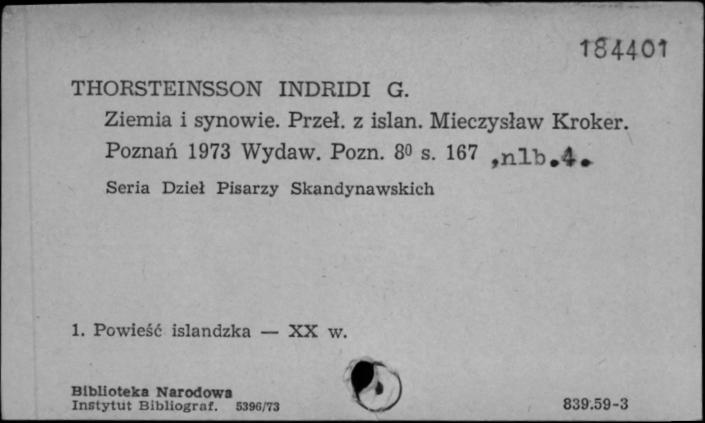 184401
THORSTEINSSON INDRIDI G.
Ziemia i synowie. Przeł. z islan. Mieczysław Kroker.
Poznań 1973 Wydaw. Pozn. 8⁰ s. 167 ,nlb.4.
Seria Dzieł Pisarzy Skandynawskich
1. Powieść islandzka — XX w.
Biblioteka Narodowa
Instytut Bibliograf. 5396/73
839.59-3